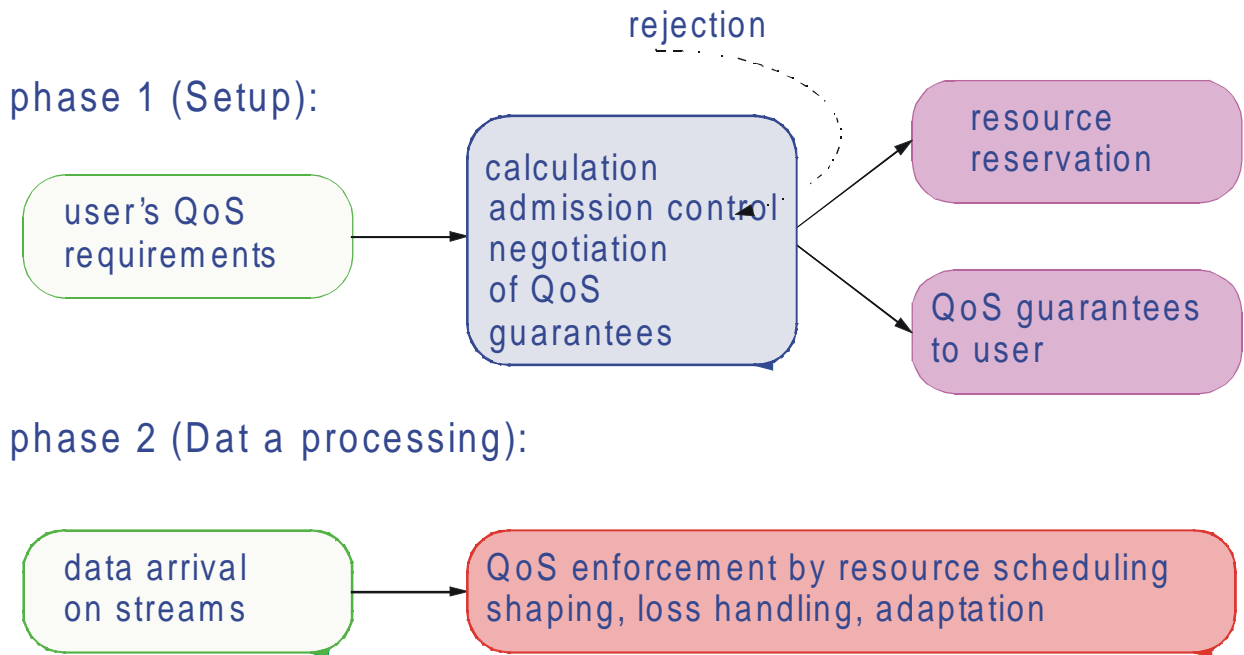 rejection
phase 1 (Setup):
user's QoS
requirements
calculation
admission control
negotiation
of QoS
guarantees
resource
reservation
QoS guarantees
to user
phase 2 (Dat a processing):
data arrival
on streams
QoS enforcement by resource scheduling
shaping, loss handling, adaptation